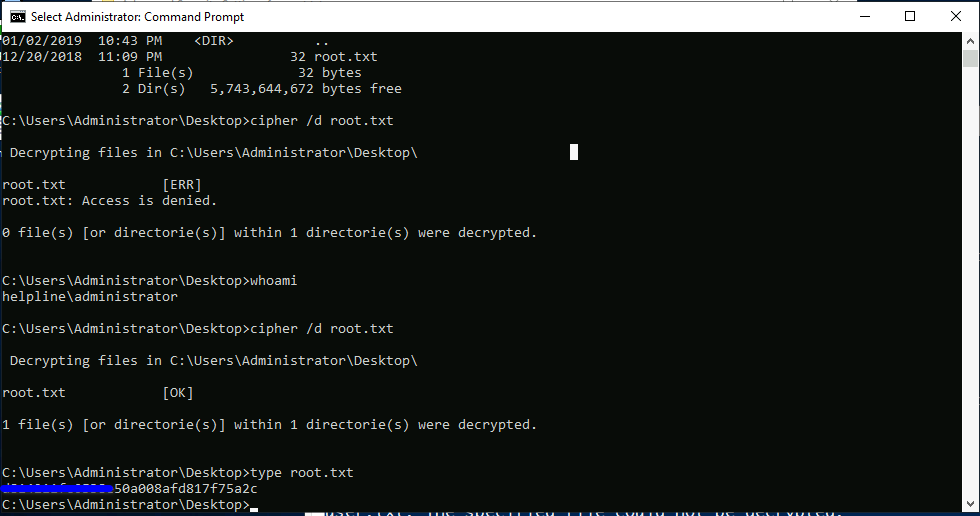 Select Administrator: Command Prompt
01/02/2019  10:43 PM    <DIR>          ..
12/20/2018  11:09 PM                32 root.txt
               1 File(s)             32 bytes
               2 Dir(s)   5,743,644,672 bytes free
C:\Users\Administrator\Desktop>cipher /d root.txt
 Decrypting files in C:\Users\Administrator\Desktop\
root.txt            [ERR]
root.txt: Access is denied.
0 file(s) [or directorie(s)] within 1 directorie(s) were decrypted.
C:\Users\Administrator\Desktop>whoami
helpline\administrator
C:\Users\Administrator\Desktop>cipher /d root.txt
 Decrypting files in C:\Users\Administrator\Desktop\
root.txt            [OK]
1 file(s) [or directorie(s)] within 1 directorie(s) were decrypted.
C:\Users\Administrator\Desktop>type root.txt
50a008afd817f75a2c
C:\Users\Administrator\Desktop>
user.txt: The specified file could not be decrypted.